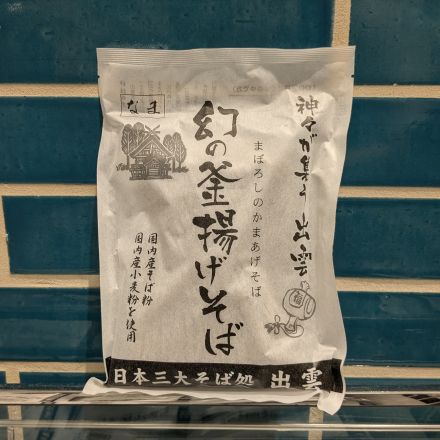 神々が集う出雲
まぼろしのかまあげそば
幻の釜揚げそば
なま
国内産そば粉
国内産小麦粉を使用
福
日本三大そば処 出雲